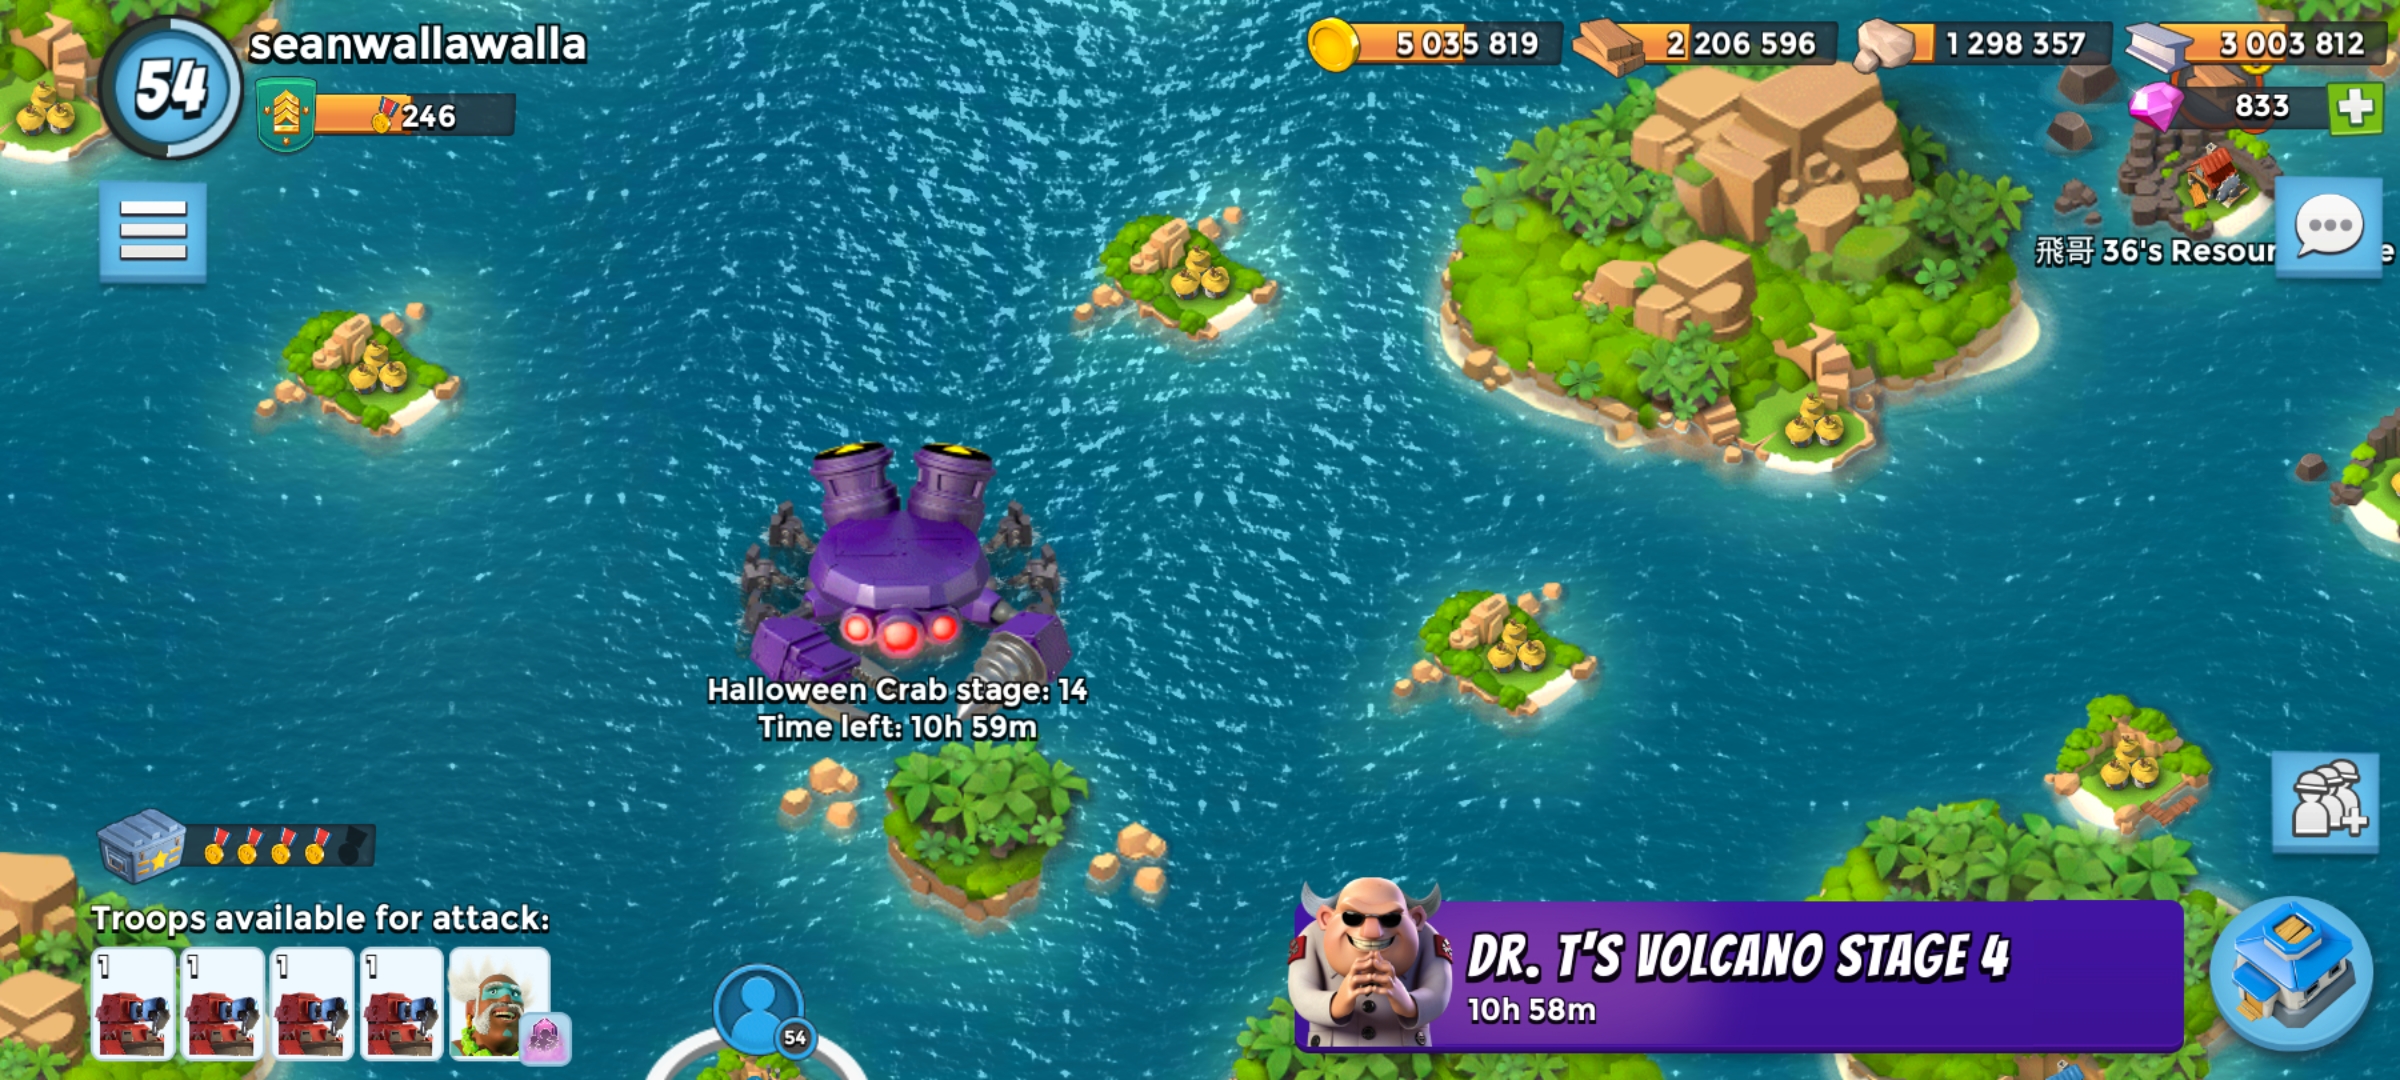 54
seanwallawalla
246
5 035 819
2 206 596
1 298 357
3 003 812
833
飛哥 36's
Halloween Crab stage: 14
Time left: 10h 59m
Troops available for attack:
1
1
1
1
54
DR. T'S VOLCANO STAGE 4
10h 58m